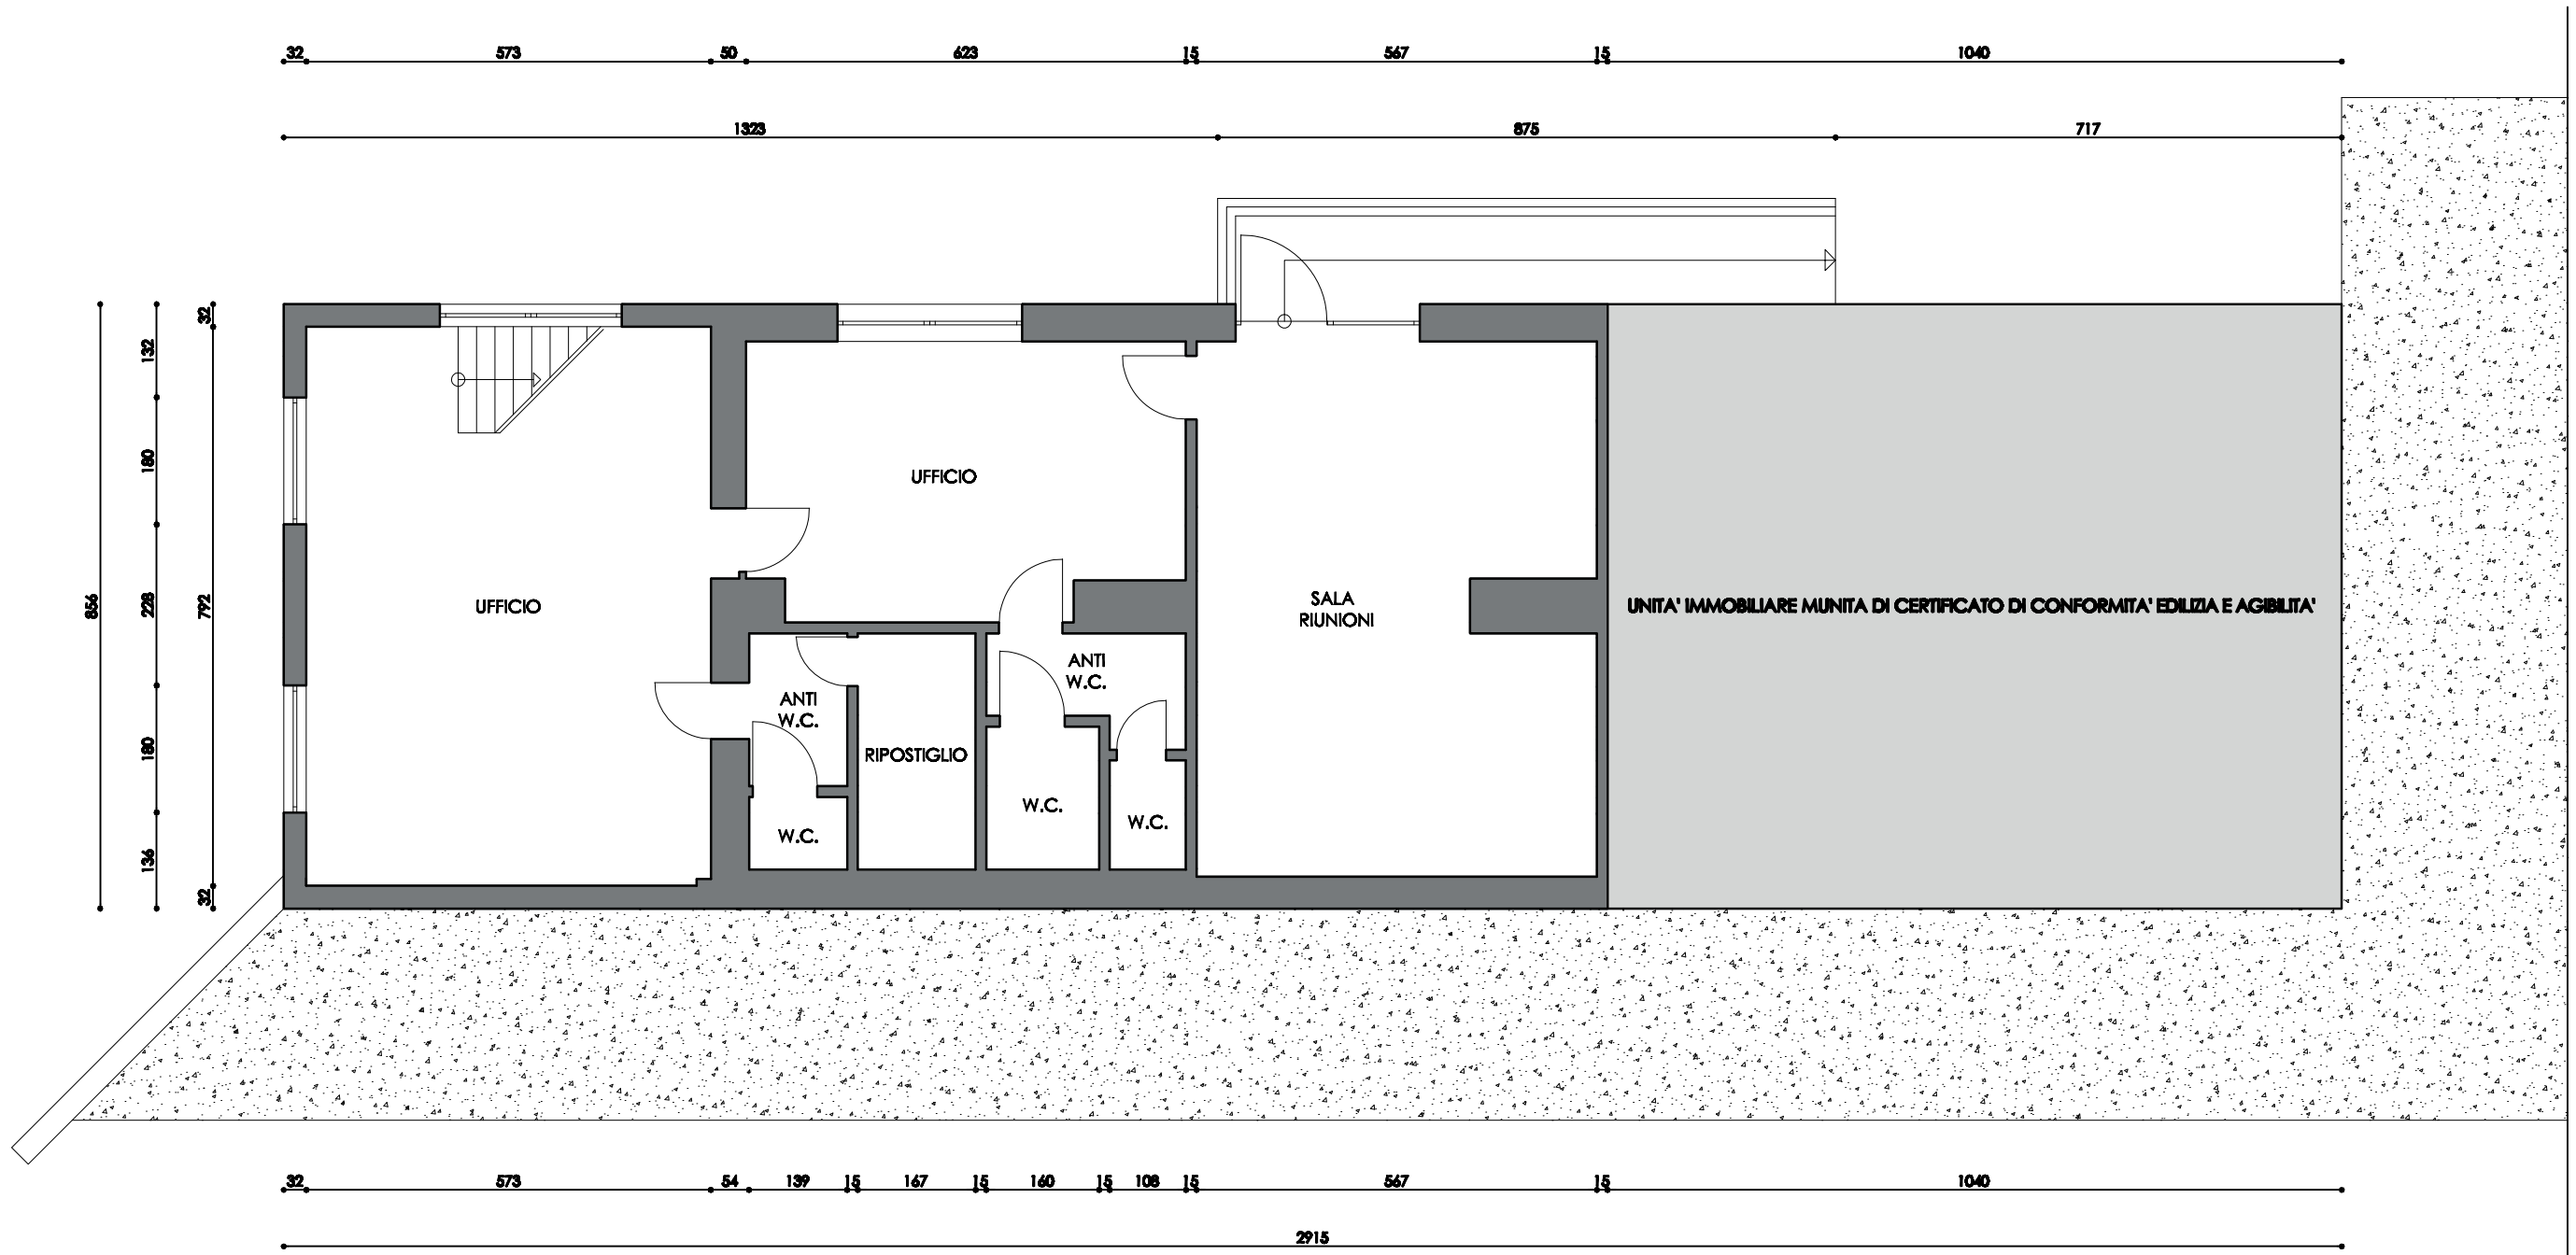 32 573 50 623 15 567 15 1040
1323 875 717
32
132
180
UFFICIO
856
228
792
UFFICIO
SALA
RIUNIONI
UNITA' IMMOBILIARE MUNITA DI CERTIFICATO DI CONFORMITA' EDILIZIA E AGIBILITA'
ANTI
W.C.
ANTI
W.C.
180
RIPOSTIGLIO
W.C.
W.C.
W.C.
136
32
32 573 54 139 15 167 15 160 15 108 15 567 15 1040
2915